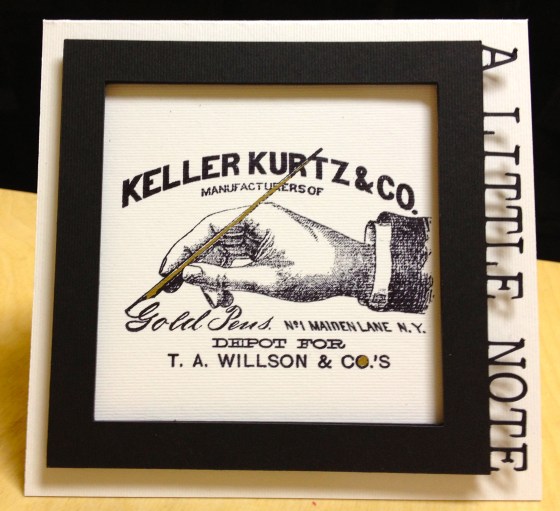 KELLER KURTZ & CO.
MANUFACTURERS OF
Gold Pens. Nº1 MAIDEN LANE N.Y.
DEPOT FOR
T. A. WILLSON & CO.'S
A LITTLE NOTE